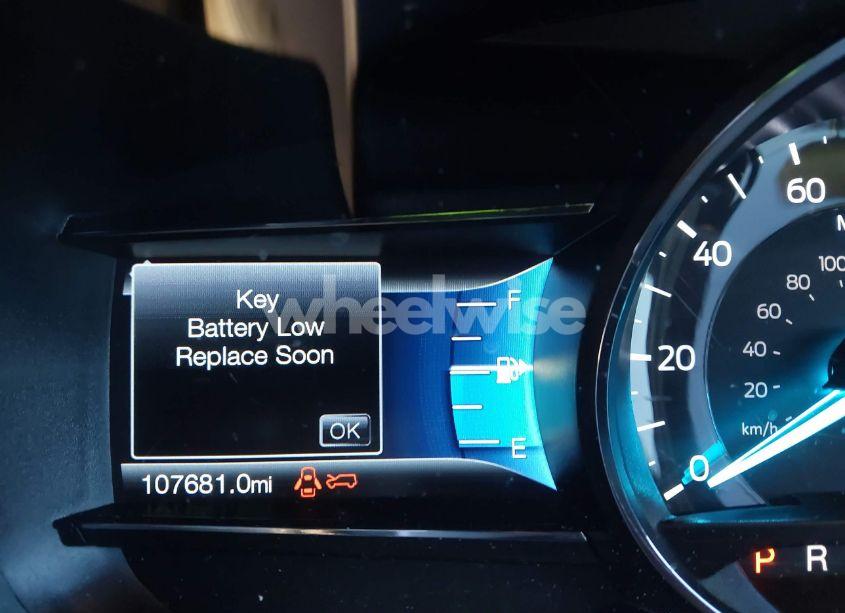 Key
Battery Low
Replace Soon
OK
107681.0mi
F
E
wheelwise
60
40
20
0
M
100
80
60
40
20
km/h
P R